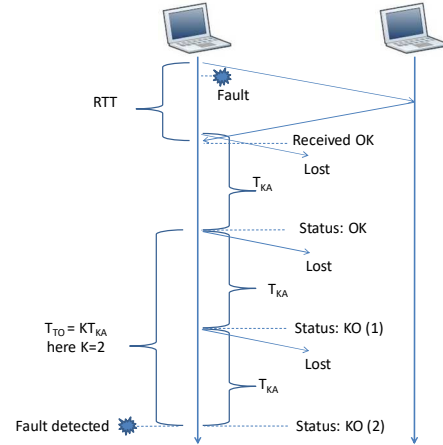 Fault
RTT
Received OK
Lost
TKA
Status: OK
Lost
TKA
TTO = KTKA
here K=2
Status: KO (1)
Lost
TKA
Fault detected
Status: KO (2)